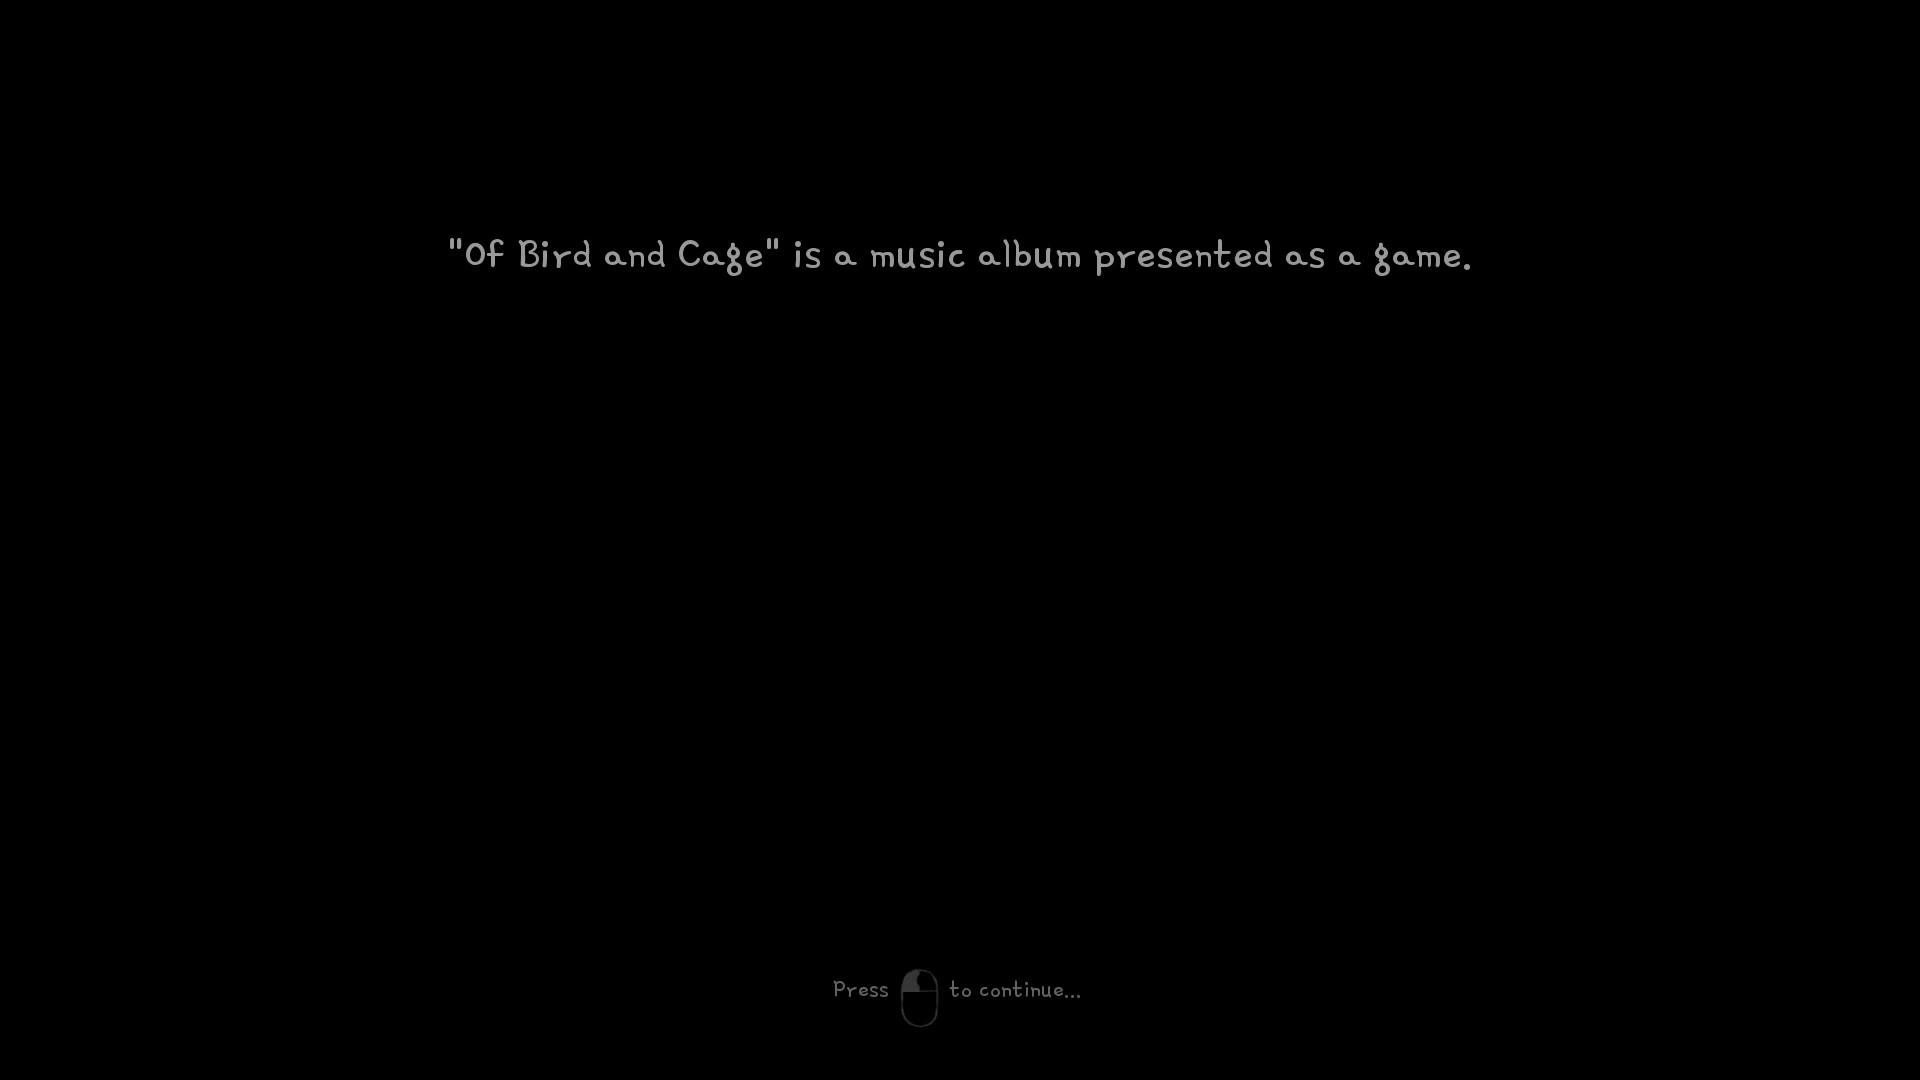 "Of Bird and Cage" is a music album presented as a game.
Press to continue...